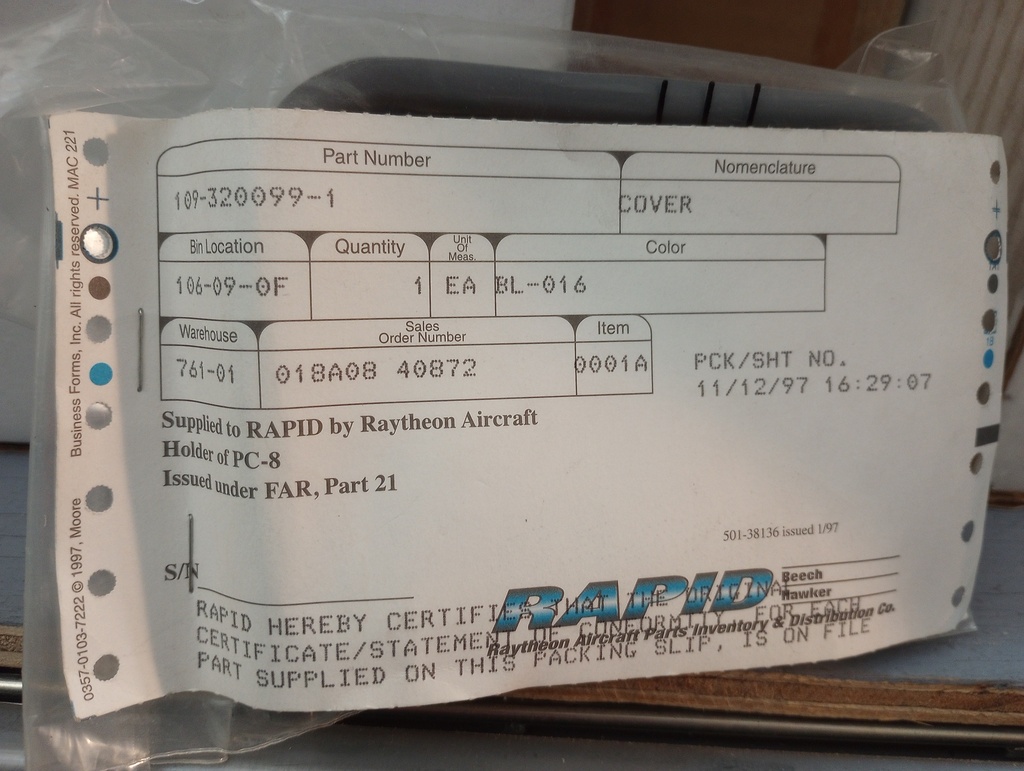 Part Number
Nomenclature
109-320099-1
COVER
Bin Location
Quantity
Unit Of Meas.
Color
106-09-0F
1
EA
BL-016
Warehouse
Sales Order Number
Item
761-01
018A08 40872
0001A
PCK/SHT NO.
11/12/97 16:29:07
Supplied to RAPID by Raytheon Aircraft
Holder of PC-8
Issued under FAR, Part 21
501-38136 issued 1/97
S/N
RAPID
Beech
Hawker
Raytheon Aircraft Parts Inventory & Distribution Co.
RAPID HEREBY CERTIFIES THAT THE ORIGINAL
CERTIFICATE/STATEMENT OF CONFORMITY FOR EACH
PART SUPPLIED ON THIS PACKING SLIP, IS ON FILE
0357-0103-7222 © 1997, Moore Business Forms, Inc. All rights reserved. MAC 221